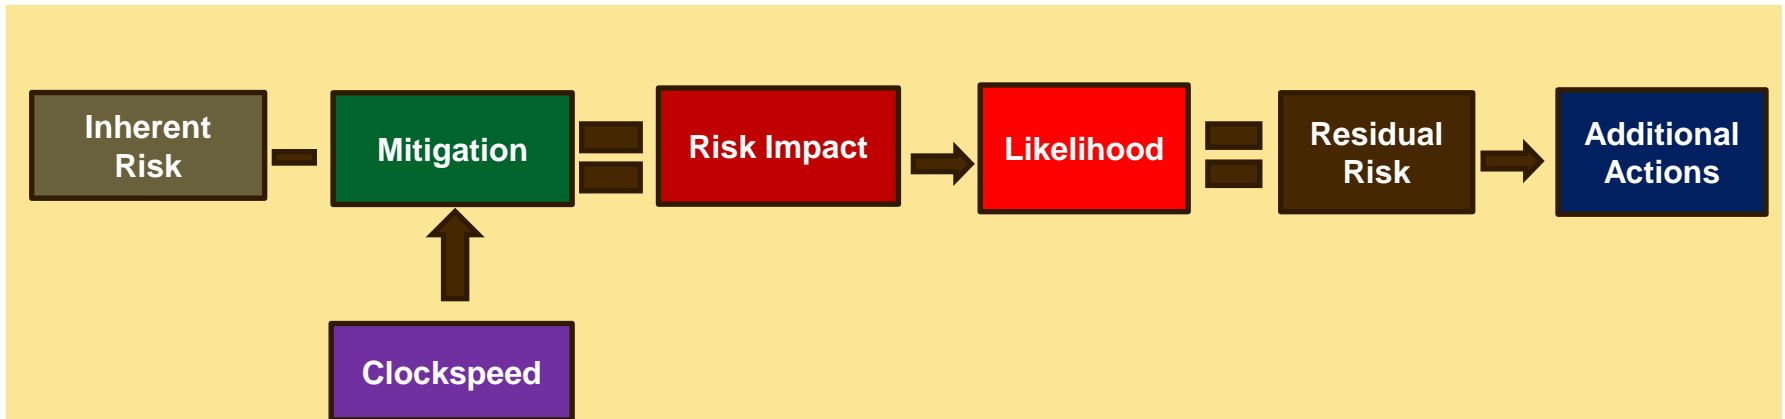 Inherent
Risk
Mitigation
Risk Impact
Likelihood
Residual
Risk
Additional
Actions
Clockspeed